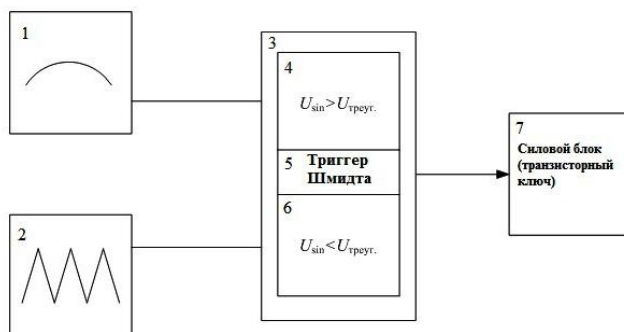 1
2
3
4
U_sin>U_треуг.
5 Триггер
Шмидта
6
U_sin<U_треуг.
7
Силовой блок
(транзисторный
ключ)